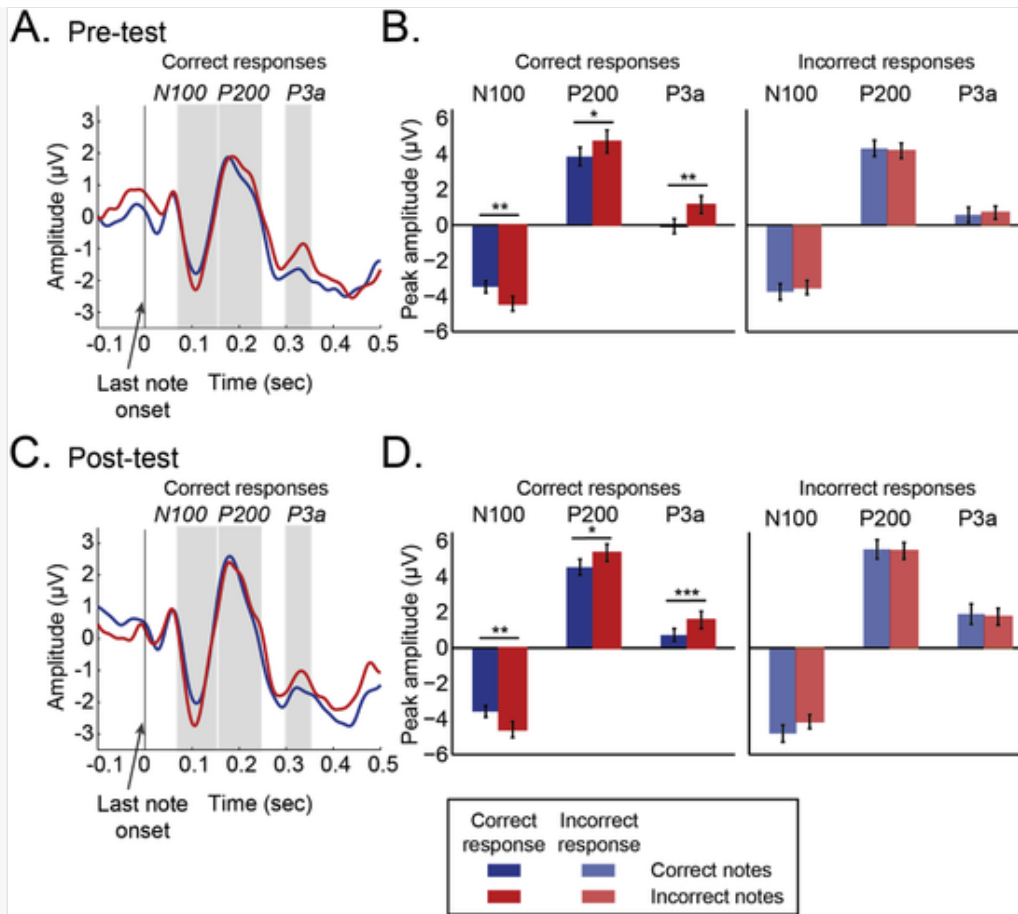 A. Pre-test
Correct responses
N100 P200 P3a
Amplitude (µV)
3
2
1
0
-1
-2
-3
-0.1 0 0.1 0.2 0.3 0.4 0.5
Last note
onset
Time (sec)
B.
Correct responses
N100 P200 P3a
Peak amplitude (µV)
6
4
2
0
-2
-4
-6
** * **
Incorrect responses
N100 P200 P3a
C. Post-test
Correct responses
N100 P200 P3a
Amplitude (µV)
3
2
1
0
-1
-2
-3
-0.1 0 0.1 0.2 0.3 0.4 0.5
Last note
onset
Time (sec)
D.
Correct responses
N100 P200 P3a
Peak amplitude (µV)
6
4
2
0
-2
-4
-6
** * ***
Incorrect responses
N100 P200 P3a
Correct Incorrect
response response
Correct notes
Incorrect notes